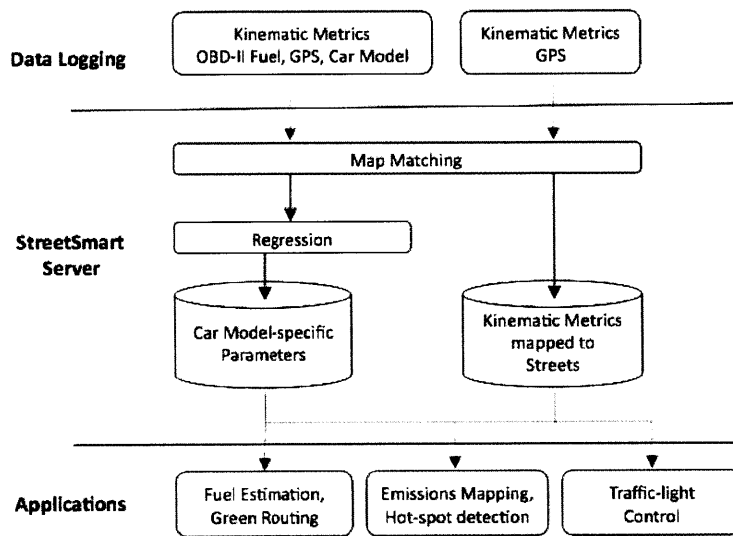 Data Logging
Kinematic Metrics
OBD-II Fuel, GPS, Car Model
Kinematic Metrics
GPS
StreetSmart
Server
Map Matching
Regression
Car Model-specific
Parameters
Kinematic Metrics
mapped to
Streets
Applications
Fuel Estimation,
Green Routing
Emissions Mapping,
Hot-spot detection
Traffic-light
Control